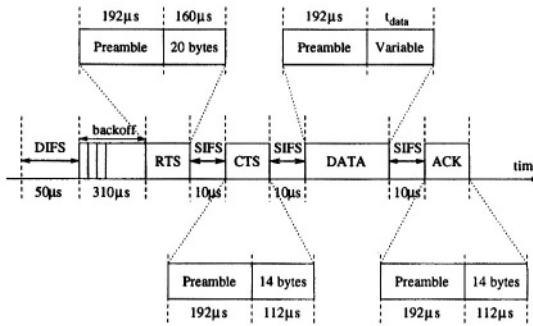 192μs 160μs 192μs t_data
Preamble 20 bytes Preamble Variable
DIFS backoff SIFS SIFS SIFS
RTS CTS DATA ACK
time
50μs 310μs 10μs 10μs 10μs
Preamble 14 bytes Preamble 14 bytes
192μs 112μs 192μs 112μs